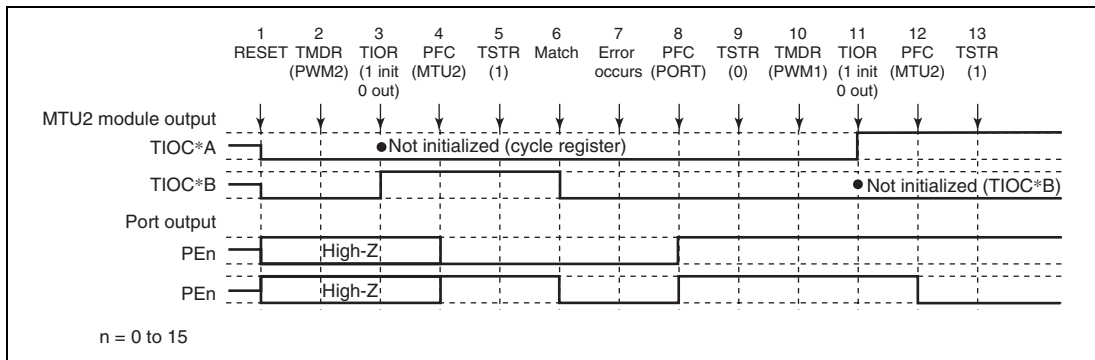 1 2 3 4 5 6 7 8 9 10 11 12 13
RESET TMDR TIOR PFC TSTR Match Error PFC TSTR TMDR TIOR PFC TSTR
(PWM2) (1 init (MTU2) (1) occurs (PORT) (0) (PWM1) (1 init (MTU2) (1)
0 out) 0 out)
MTU2 module output
TIOC*A
●Not initialized (cycle register)
TIOC*B
● Not initialized (TIOC*B)
Port output
PEn
High-Z
PEn
High-Z
n = 0 to 15